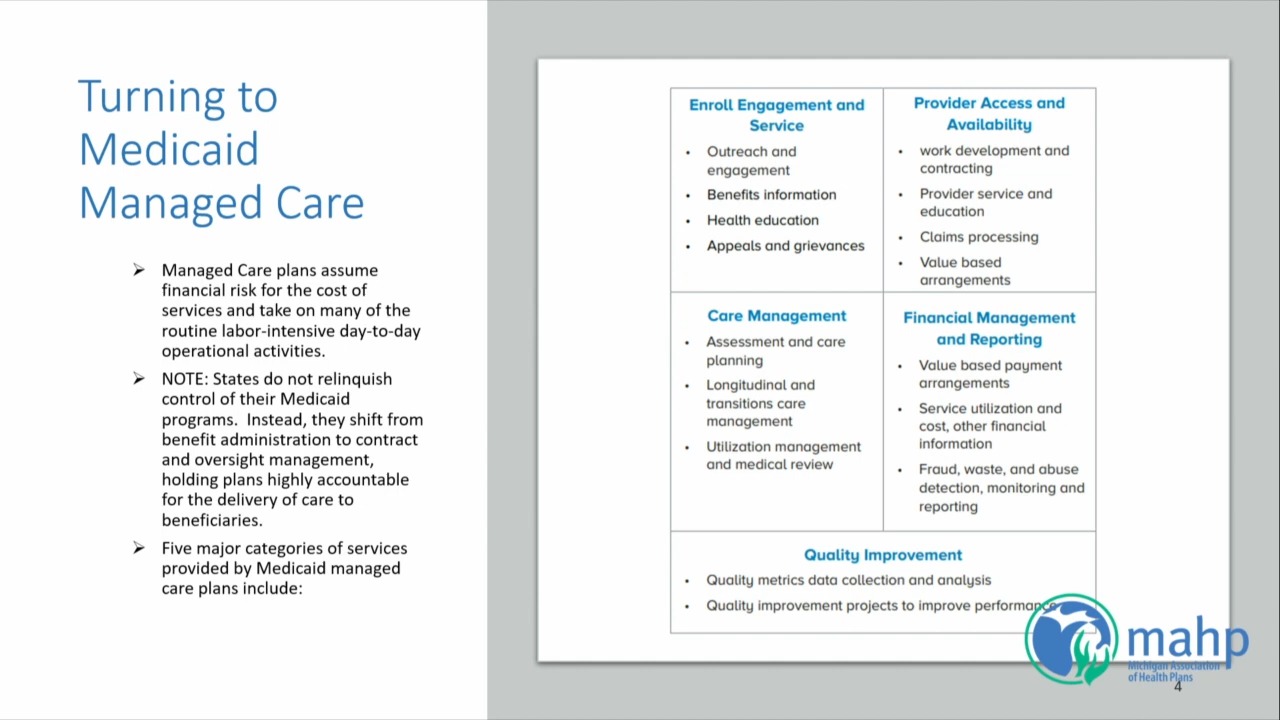 Turning to
Medicaid
Managed Care
Managed Care plans assume
financial risk for the cost of
services and take on many of the
routine labor-intensive day-to-day
operational activities.
NOTE: States do not relinquish
control of their Medicaid
programs. Instead, they shift from
benefit administration to contract
and oversight management,
holding plans highly accountable
for the delivery of care to
beneficiaries.
Five major categories of services
provided by Medicaid managed
care plans include:
Enroll Engagement and
Service
• Outreach and
engagement
• Benefits information
• Health education
• Appeals and grievances
Provider Access and
Availability
• work development and
contracting
• Provider service and
education
• Claims processing
• Value based
arrangements
Care Management
• Assessment and care
planning
• Longitudinal and
transitions care
management
• Utilization management
and medical review
Financial Management
and Reporting
• Value based payment
arrangements
• Service utilization and
cost, other financial
information
• Fraud, waste, and abuse
detection, monitoring and
reporting
Quality Improvement
• Quality metrics data collection and analysis
• Quality improvement projects to improve performance
mahp
Michigan Association
of Health Plans
4